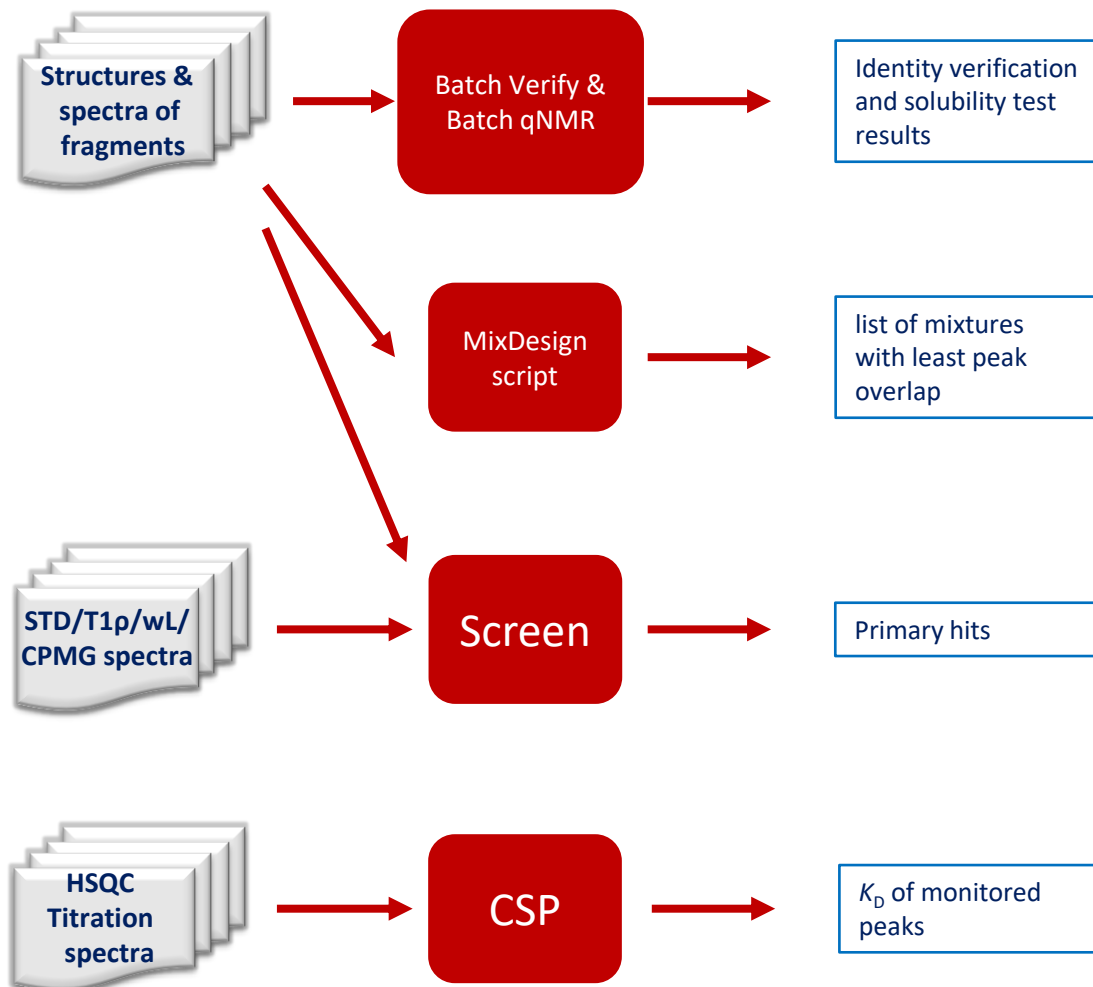 Structures &
spectra of
fragments
Batch Verify &
Batch qNMR
Identity verification
and solubility test
results
MixDesign
script
list of mixtures
with least peak
overlap
STD/T1ρ/wL/
CPMG spectra
Screen
Primary hits
HSQC
Titration
spectra
CSP
KD of monitored
peaks